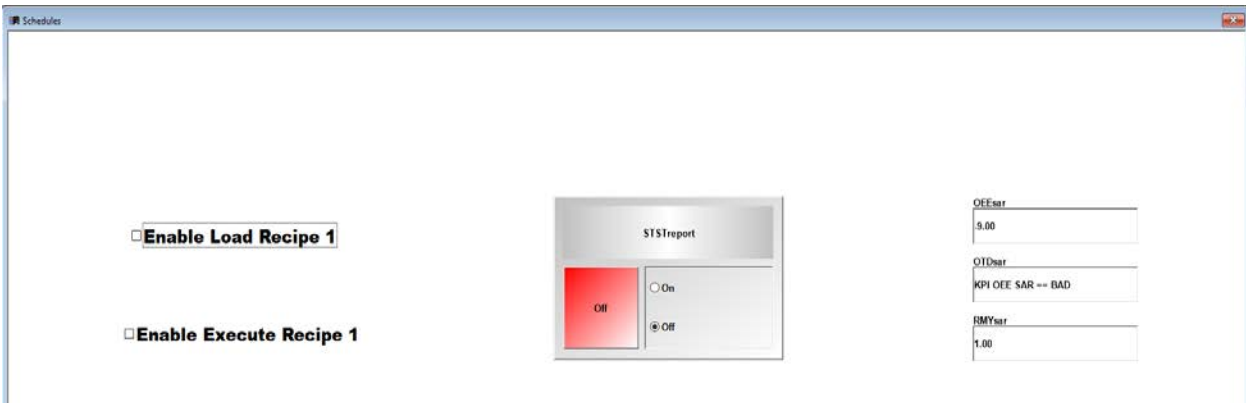 Schedules
Enable Load Recipe 1
Enable Execute Recipe 1
STSTreport
Off
On
Off
OEEsar
.9.00
OTDsar
KPI OEE SAR == BAD
RMYsar
1.00